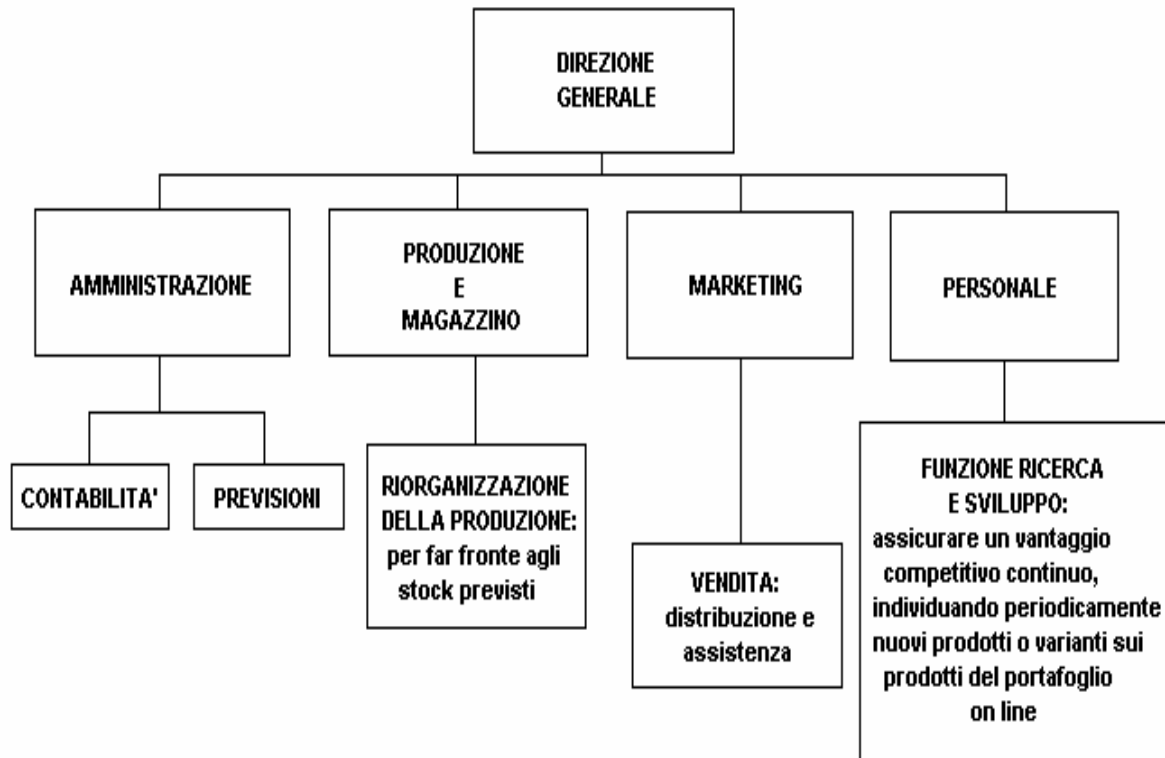 DIREZIONE
GENERALE
AMMINISTRAZIONE
PRODUZIONE
E
MAGAZZINO
MARKETING
PERSONALE
CONTABILITA'
PREVISIONI
RIORGANIZZAZIONE
DELLA PRODUZIONE:
per far fronte agli
stock previsti
VENDITA:
distribuzione e
assistenza
FUNZIONE RICERCA
E SVILUPPO:
assicurare un vantaggio
competitivo continuo,
individuando periodicamente
nuovi prodotti o varianti sui
prodotti del portafoglio
on line